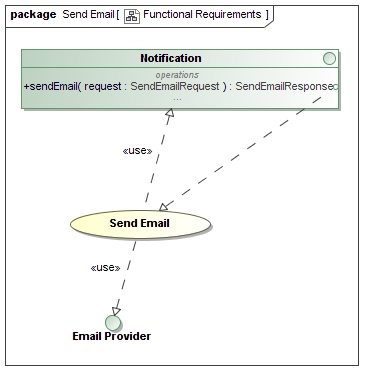 package Send Email[ Functional Requirements ]
Notification
operations
+sendEmail( request : SendEmailRequest ) : SendEmailResponse
...
«use»
Send Email
«use»
Email Provider